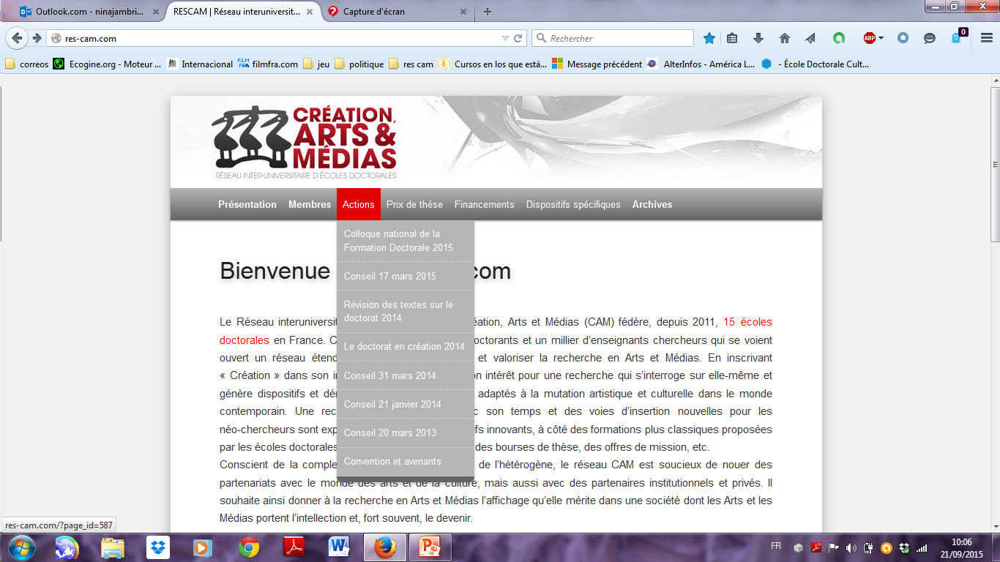 Outlook.com - ninajambri...
RESCAM | Réseau interuniversit...
Capture d'écran
res-cam.com
Rechercher
ABP
0
correos
Ecogine.org - Moteur ...
Internacional
FILM FRA filmfra.com
jeu
politique
res cam
Cursos en los que está...
Message précédent
AlterInfos - América L...
- École Doctorale Cult...
CRÉATION,
ARTS &
MÉDIAS
RÉSEAU INTER-UNIVERSITAIRE D'ÉCOLES DOCTORALES
Présentation Membres Actions Prix de thèse Financements Dispositifs spécifiques Archives
Colloque national de la
Formation Doctorale 2015
Conseil 17 mars 2015
Révision des textes sur le
doctorat 2014
Le doctorat en création 2014
Conseil 31 mars 2014
Conseil 21 janvier 2014
Conseil 20 mars 2013
Convention et avenants
Bienvenue com
Le Réseau interuniversit éation, Arts et Médias (CAM) fédère, depuis 2011, 15 écoles
doctorales en France. C octorants et un millier d’enseignants chercheurs qui se voient
ouvert un réseau étend et valoriser la recherche en Arts et Médias. En inscrivant
« Création » dans son in on intérêt pour une recherche qui s’interroge sur elle-même et
génère dispositifs et dé adaptés à la mutation artistique et culturelle dans le monde
contemporain. Une rec c son temps et des voies d’insertion nouvelles pour les
néo-chercheurs sont exp fs innovants, à côté des formations plus classiques proposées
par les écoles doctorales des bourses de thèse, des offres de mission, etc.
Conscient de la comple de l’hétérogène, le réseau CAM est soucieux de nouer des
partenariats avec le monde des arts et de la culture, mais aussi avec des partenaires institutionnels et privés. Il
souhaite ainsi donner à la recherche en Arts et Médias l’affichage qu’elle mérite dans une société dont les Arts et les
Médias portent l’intellection et, fort souvent, le devenir.
res-cam.com/?page_id=587
FR
10:06
21/09/2015